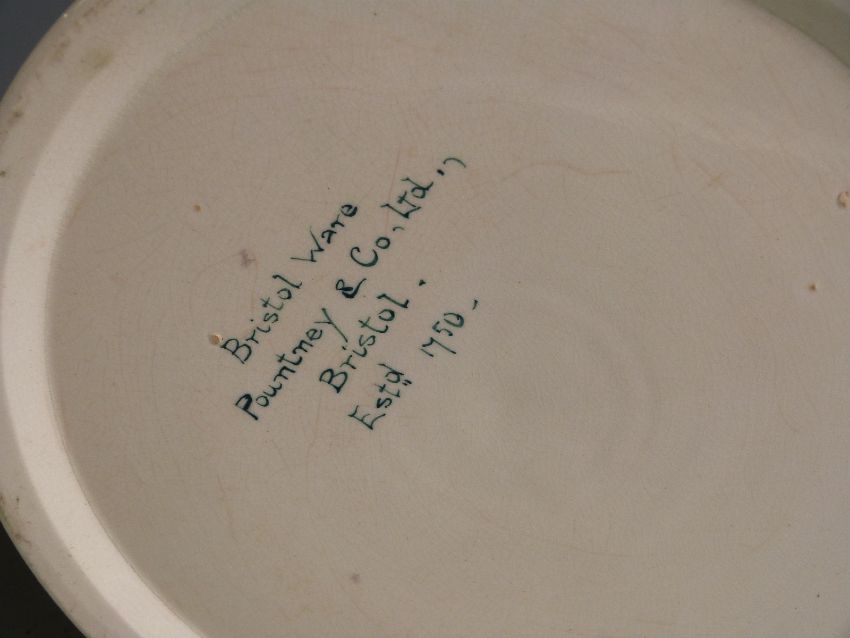 Bristol Ware
Pountney & Co, Ltd.,
Bristol.
Estd 1750-